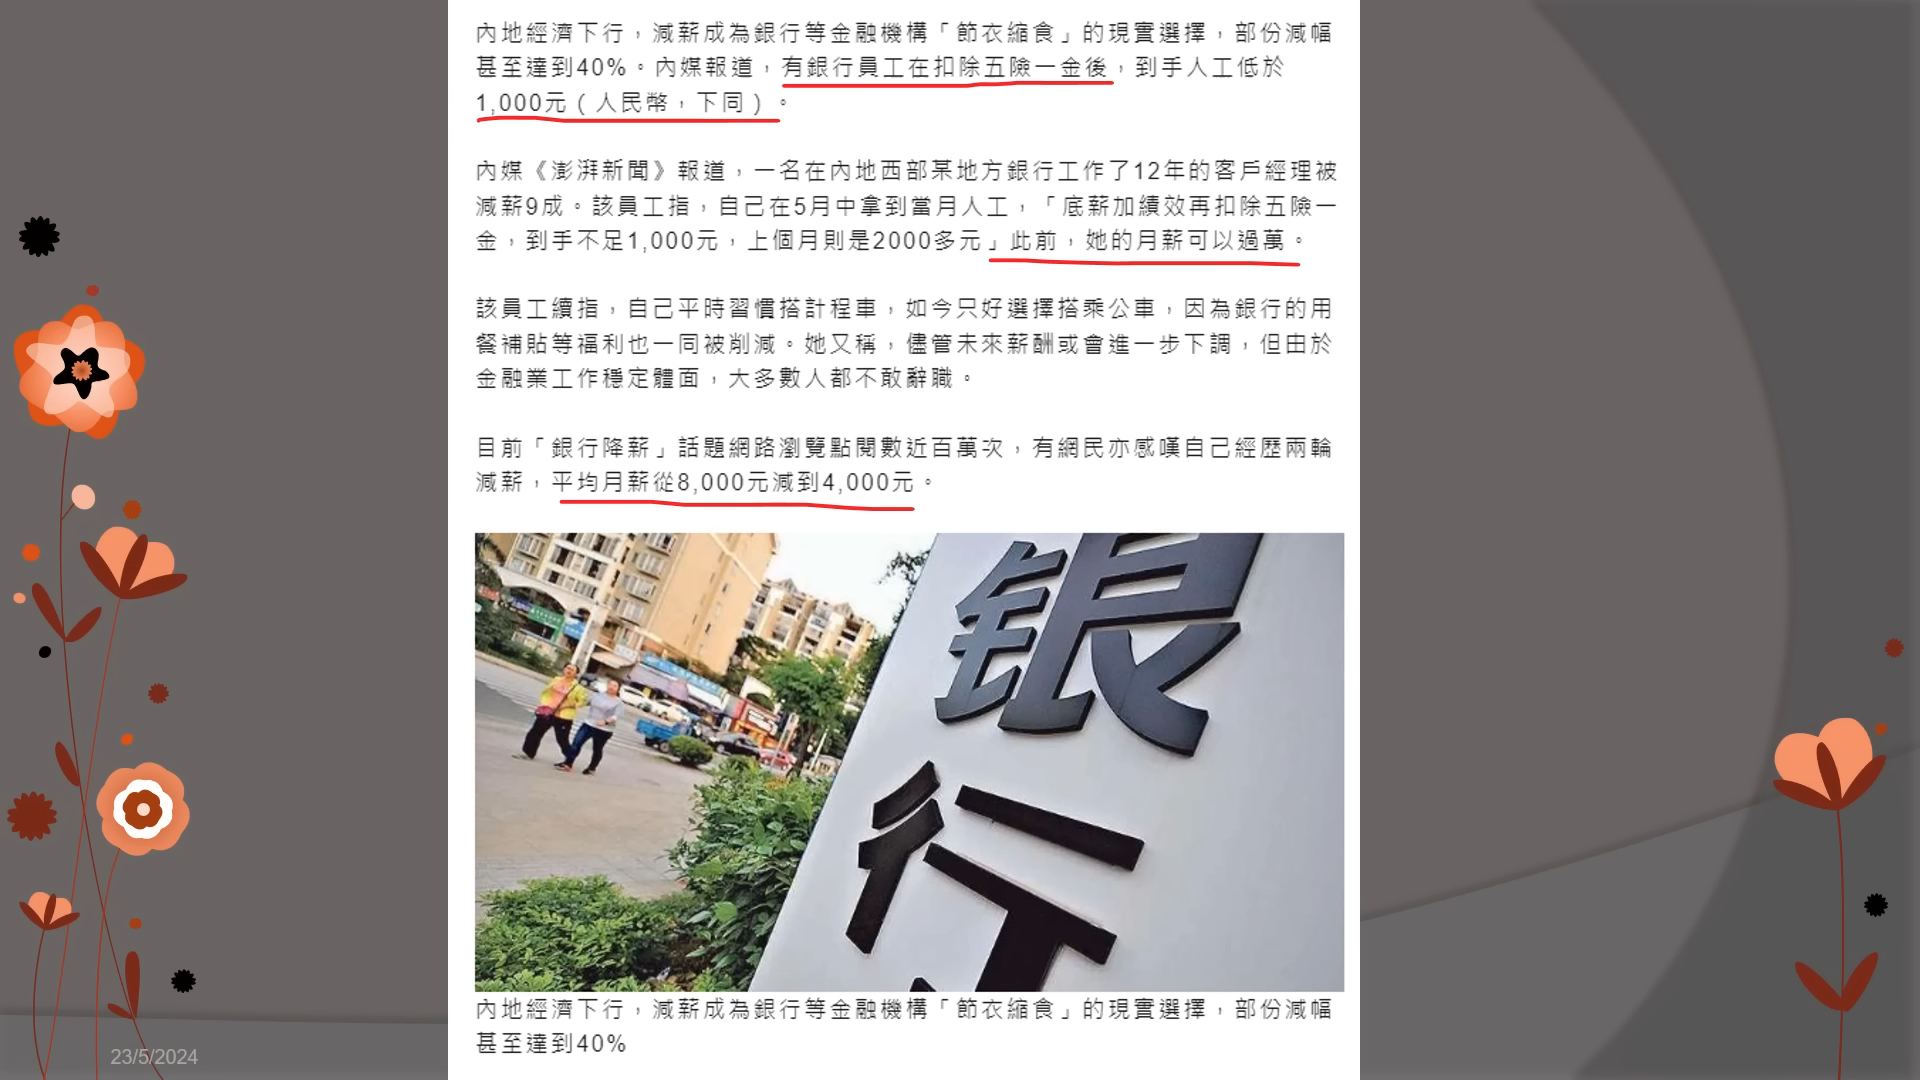 內地經濟下行，減薪成為銀行等金融機構「節衣縮食」的現實選擇，部份減幅
甚至達到40%。內媒報道，有銀行員工在扣除五險一金後，到手人工低於
1,000元（人民幣，下同）。
內媒《澎湃新聞》報道，一名在內地西部某地方銀行工作了12年的客戶經理被
減薪9成。該員工指，自己在5月中拿到當月人工，「底薪加績效再扣除五險一
金，到手不足1,000元，上個月則是2000多元」此前，她的月薪可以過萬。
該員工續指，自己平時習慣搭計程車，如今只好選擇搭乘公車，因為銀行的用
餐補貼等福利也一同被削減。她又稱，儘管未來薪酬或會進一步下調，但由於
金融業工作穩定體面，大多數人都不敢辭職。
目前「銀行降薪」話題網路瀏覽點閱數近百萬次，有網民亦感嘆自己經歷兩輪
減薪，平均月薪從8,000元減到4,000元。
银
行
內地經濟下行，減薪成為銀行等金融機構「節衣縮食」的現實選擇，部份減幅
甚至達到40%
23/5/2024